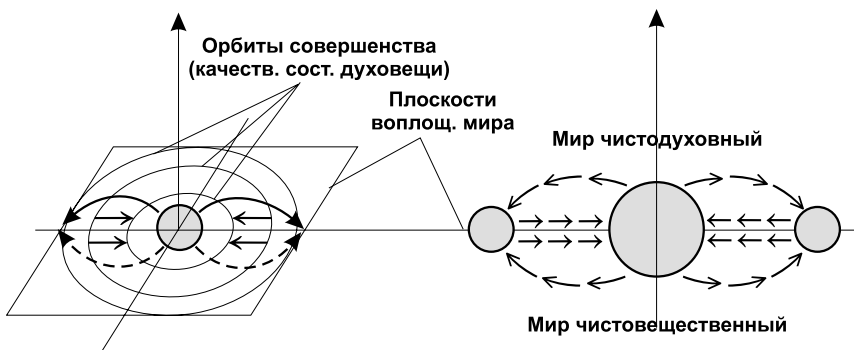 Орбиты совершенства
(качеств. сост. духовещи)
Плоскости
воплощ. мира
Мир чистодуховный
Мир чистовещественный